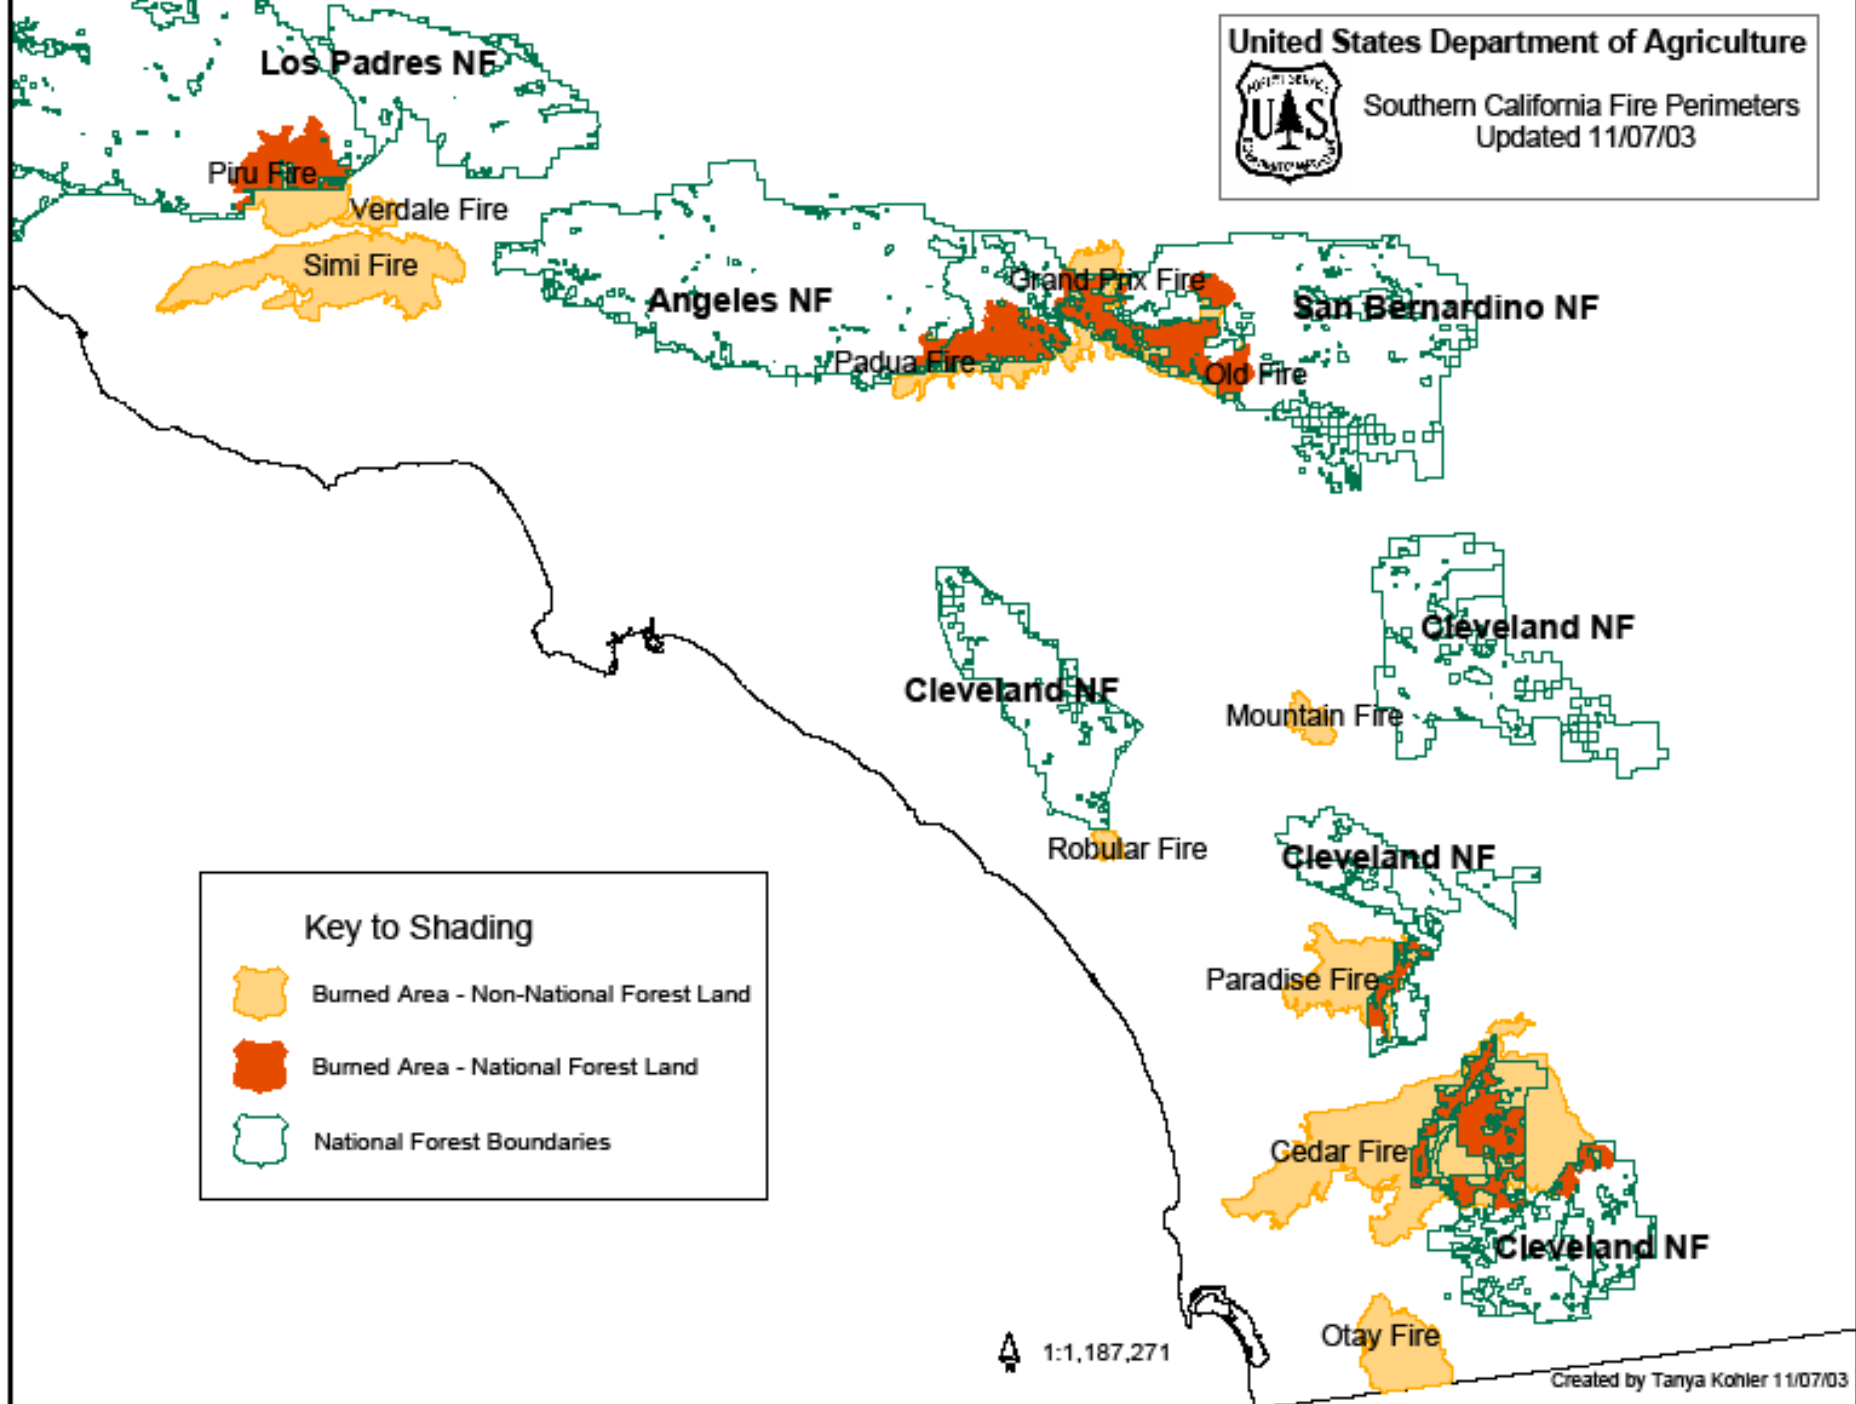 United States Department of Agriculture
Southern California Fire Perimeters
Updated 11/07/03
U S
Los Padres NF
Piru Fire
Verdale Fire
Simi Fire
Angeles NF
Grand Prix Fire
San Bernardino NF
Padua Fire
Old Fire
Cleveland NF
Cleveland NF
Mountain Fire
Robular Fire
Cleveland NF
Paradise Fire
Cedar Fire
Cleveland NF
Otay Fire
Key to Shading
Burned Area - Non-National Forest Land
Burned Area - National Forest Land
National Forest Boundaries
N
1:1,187,271
Created by Tanya Kohler 11/07/03